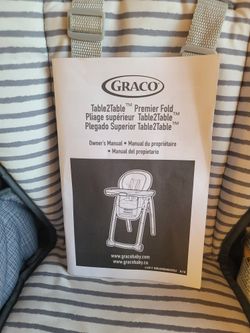 GRACO
Table2Table™ Premier Fold
Pliage supérieur Table2Table™
Plegado Superior Table2Table™
Owner's Manual • Manuel du propriétaire
• Manual del propietario
www.gracobaby.com
www.gracobaby.ca